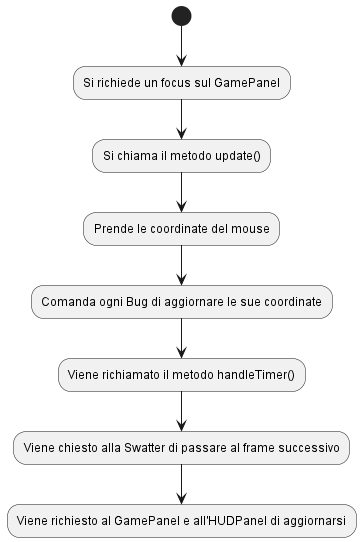 Si richiede un focus sul GamePanel
Si chiama il metodo update()
Prende le coordinate del mouse
Comanda ogni Bug di aggiornare le sue coordinate
Viene richiamato il metodo handleTimer()
Viene chiesto alla Swatter di passare al frame successivo
Viene richiesto al GamePanel e all'HUDPanel di aggiornarsi